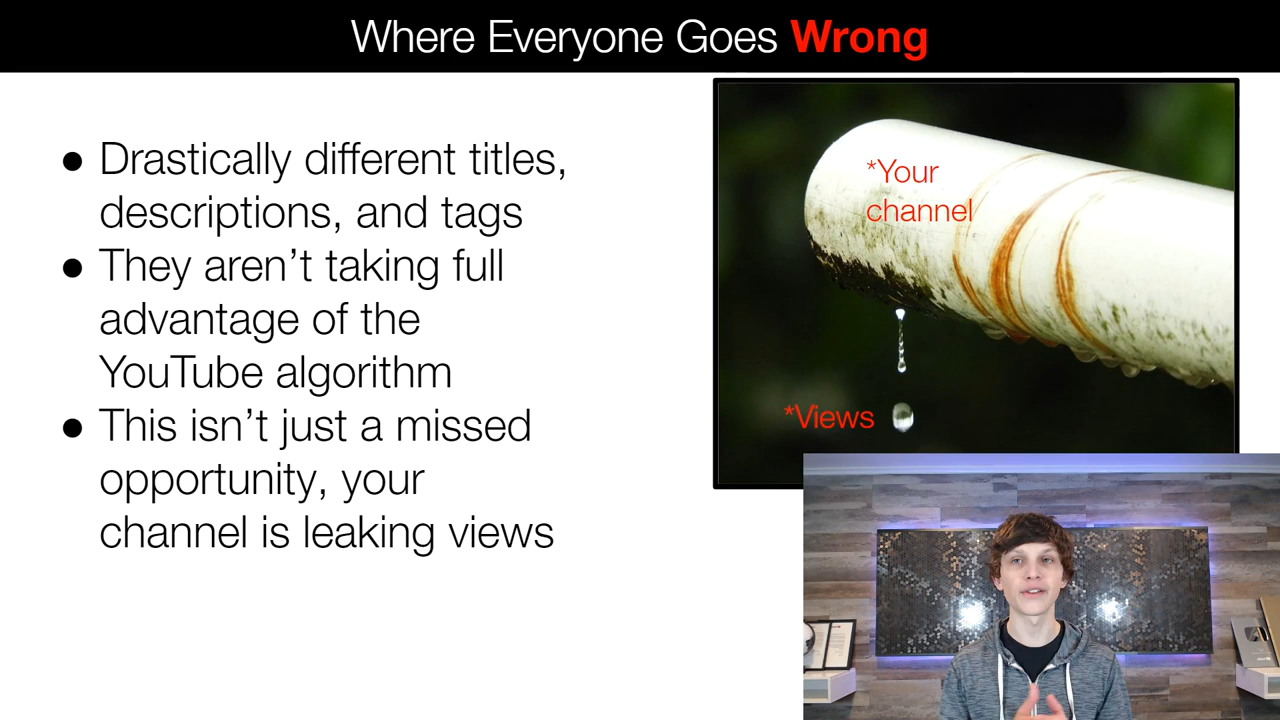 Where Everyone Goes Wrong
● Drastically different titles,
descriptions, and tags
● They aren’t taking full
advantage of the
YouTube algorithm
● This isn’t just a missed
opportunity, your
channel is leaking views
*Your
channel
*Views